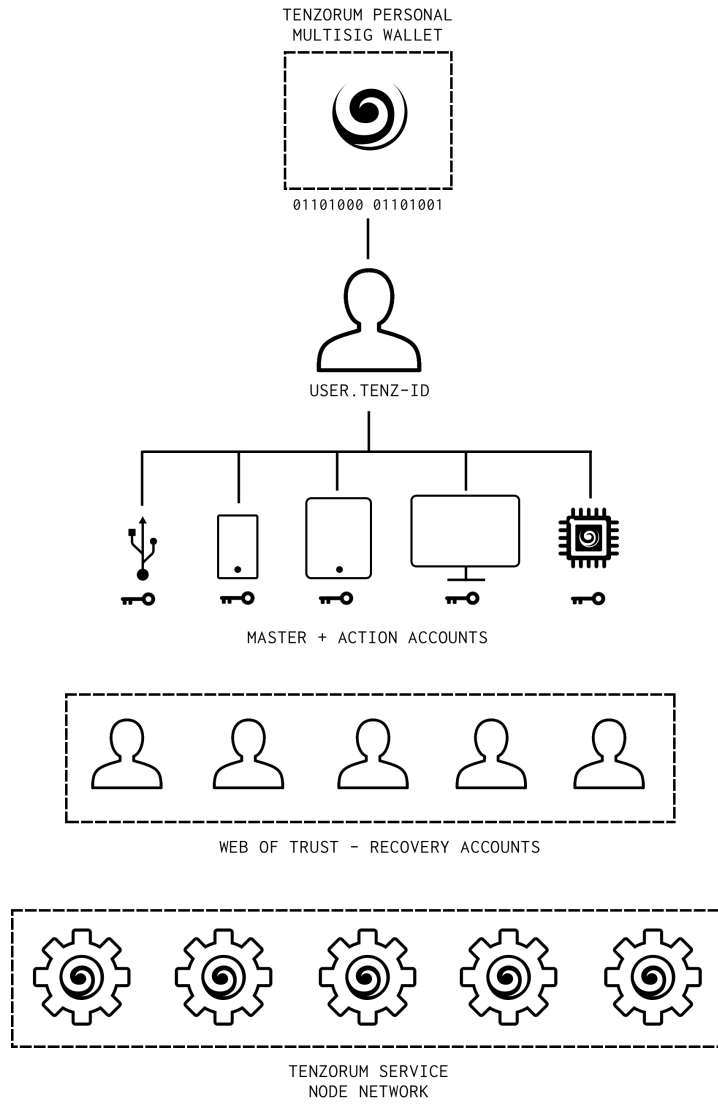 TENZORUM PERSONAL
MULTISIG WALLET
01101000 01101001
USER.TENZ-ID
MASTER + ACTION ACCOUNTS
WEB OF TRUST - RECOVERY ACCOUNTS
TENZORUM SERVICE
NODE NETWORK